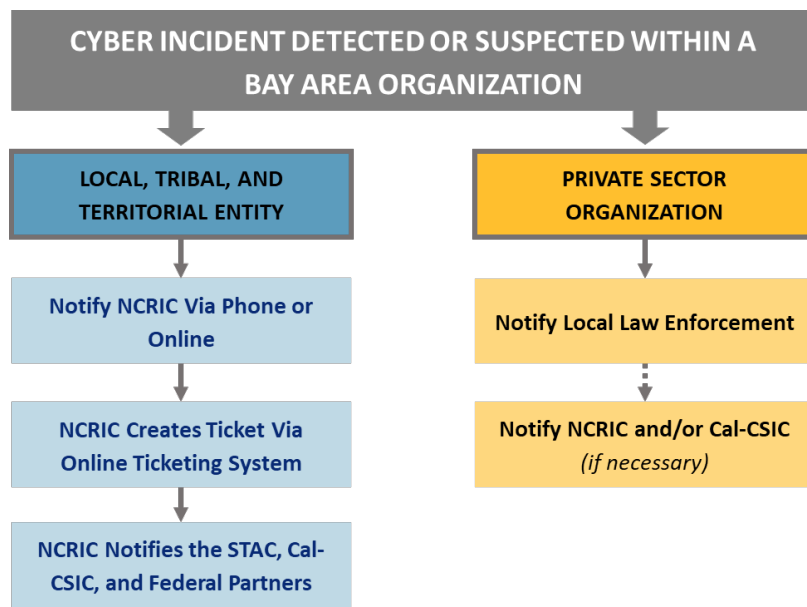 CYBER INCIDENT DETECTED OR SUSPECTED WITHIN A
BAY AREA ORGANIZATION
LOCAL, TRIBAL, AND
TERRITORIAL ENTITY
Notify NCRIC Via Phone or
Online
NCRIC Creates Ticket Via
Online Ticketing System
NCRIC Notifies the STAC, Cal-
CSIC, and Federal Partners
PRIVATE SECTOR
ORGANIZATION
Notify Local Law Enforcement
Notify NCRIC and/or Cal-CSIC
(if necessary)